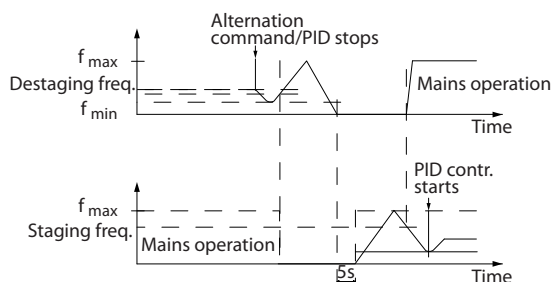 Alternation
command/PID stops
f max
Destaging freq.
f min
Mains operation
Time
PID contr.
starts
f max
Staging freq.
Mains operation
5s
Time